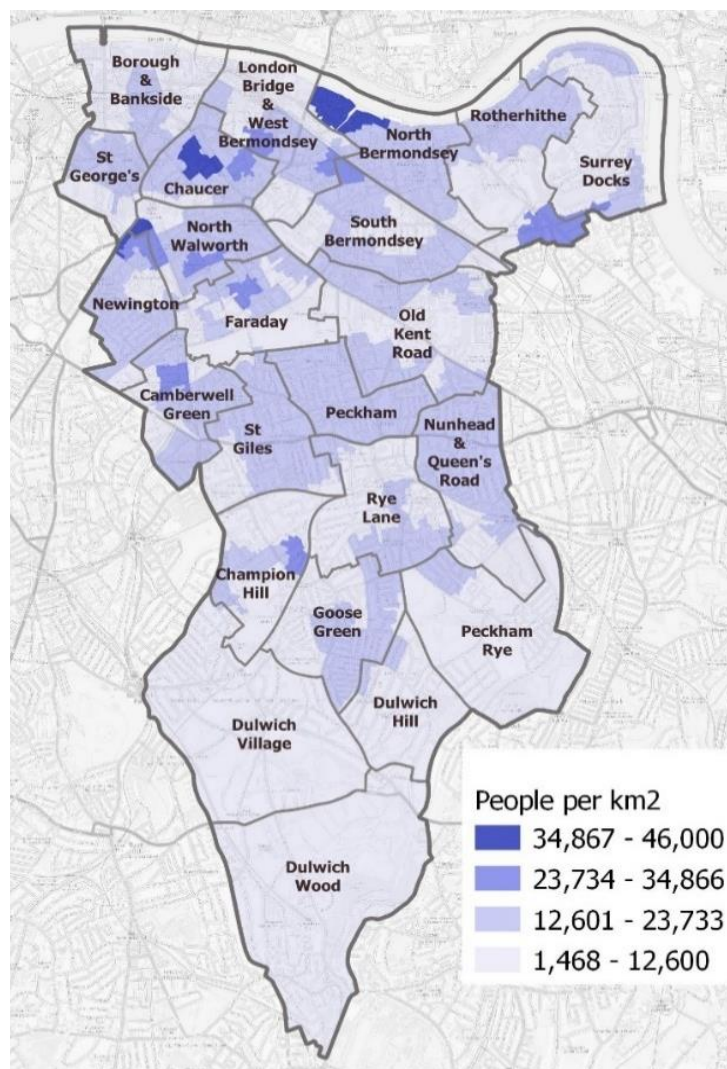 Borough
&
Bankside
London
Bridge
&
West
Bermondsey
Rotherhithe
North
Bermondsey
St
George's
Surrey
Docks
Chaucer
North
Walworth
South
Bermondsey
Newington
Faraday
Old
Kent
Road
Camberwell
Green
Peckham
St
Giles
Nunhead
&
Queen's
Road
Rye
Lane
Champion
Hill
Goose
Green
Peckham
Rye
Dulwich
Hill
Dulwich
Village
Dulwich
Wood
People per km2
34,867 - 46,000
23,734 - 34,866
12,601 - 23,733
1,468 - 12,600